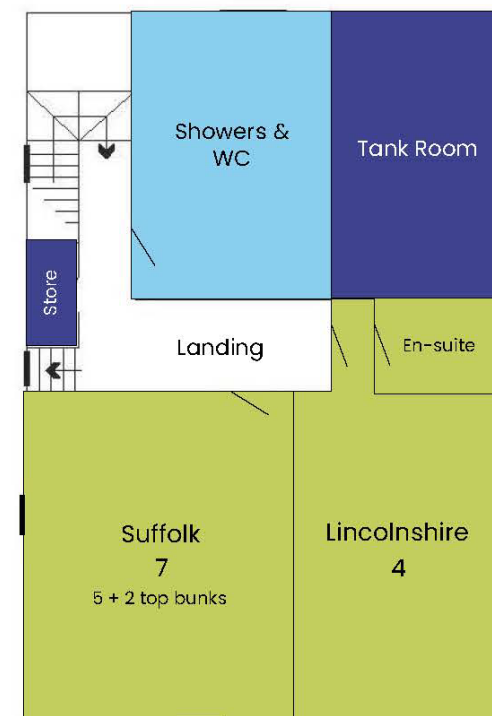 Showers &
WC
Tank Room
Store
Landing
En-suite
Suffolk
7
5 + 2 top bunks
Lincolnshire
4